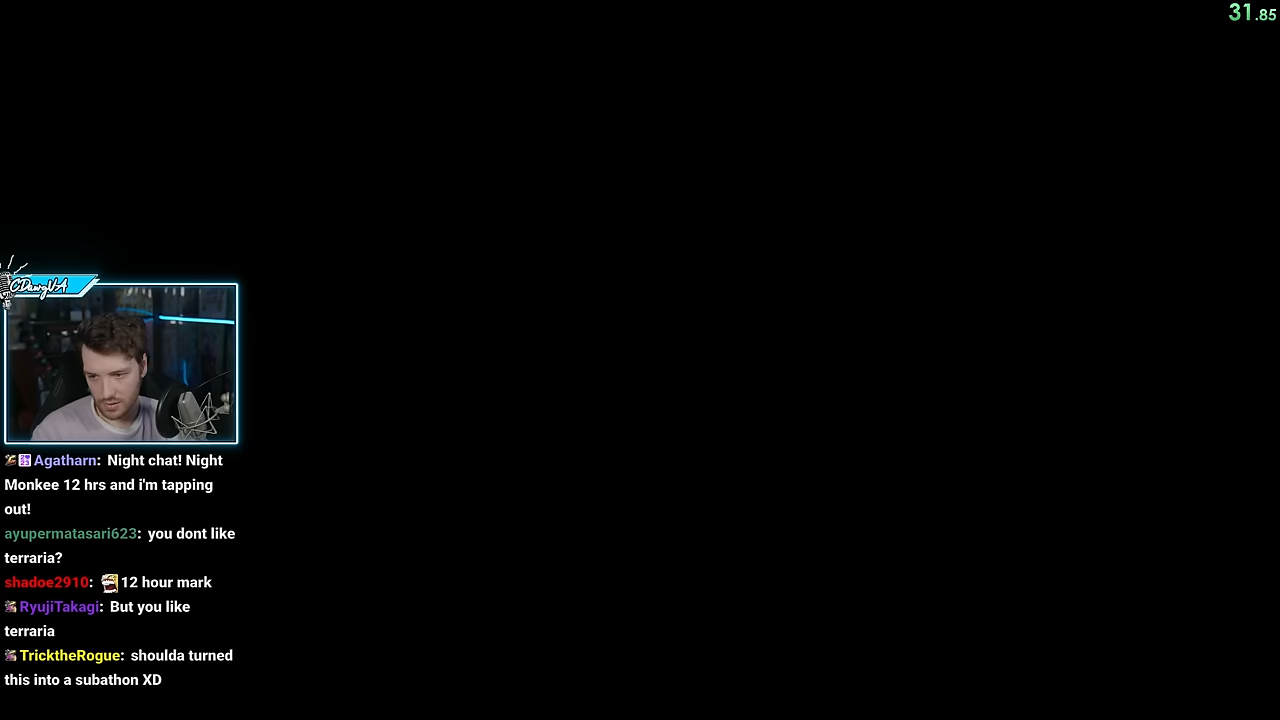 31.85
CDawgVA
Agatharn: Night chat! Night
Monkee 12 hrs and i'm tapping
out!
ayupermatasari623: you dont like
terraria?
shadoe2910: 12 hour mark
RyujiTakagi: But you like
terraria
TricktheRogue: shoulda turned
this into a subathon XD